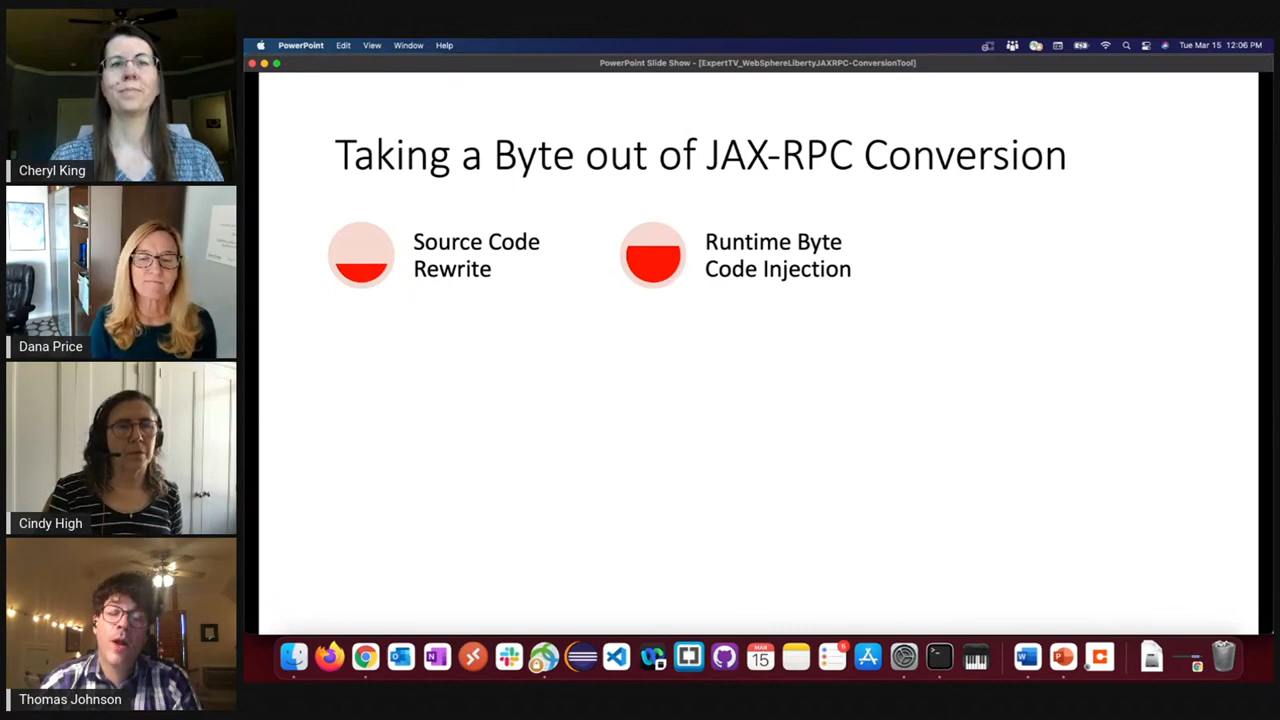 Cheryl King
Dana Price
Cindy High
Thomas Johnson
PowerPoint Edit View Window Help
Tue Mar 15 12:06 PM
PowerPoint Slide Show - [ExpertTV_WebSphereLibertyJAXRPC-ConversionTool]
Taking a Byte out of JAX-RPC Conversion
Source Code
Rewrite
Runtime Byte
Code Injection
MAR
15
6